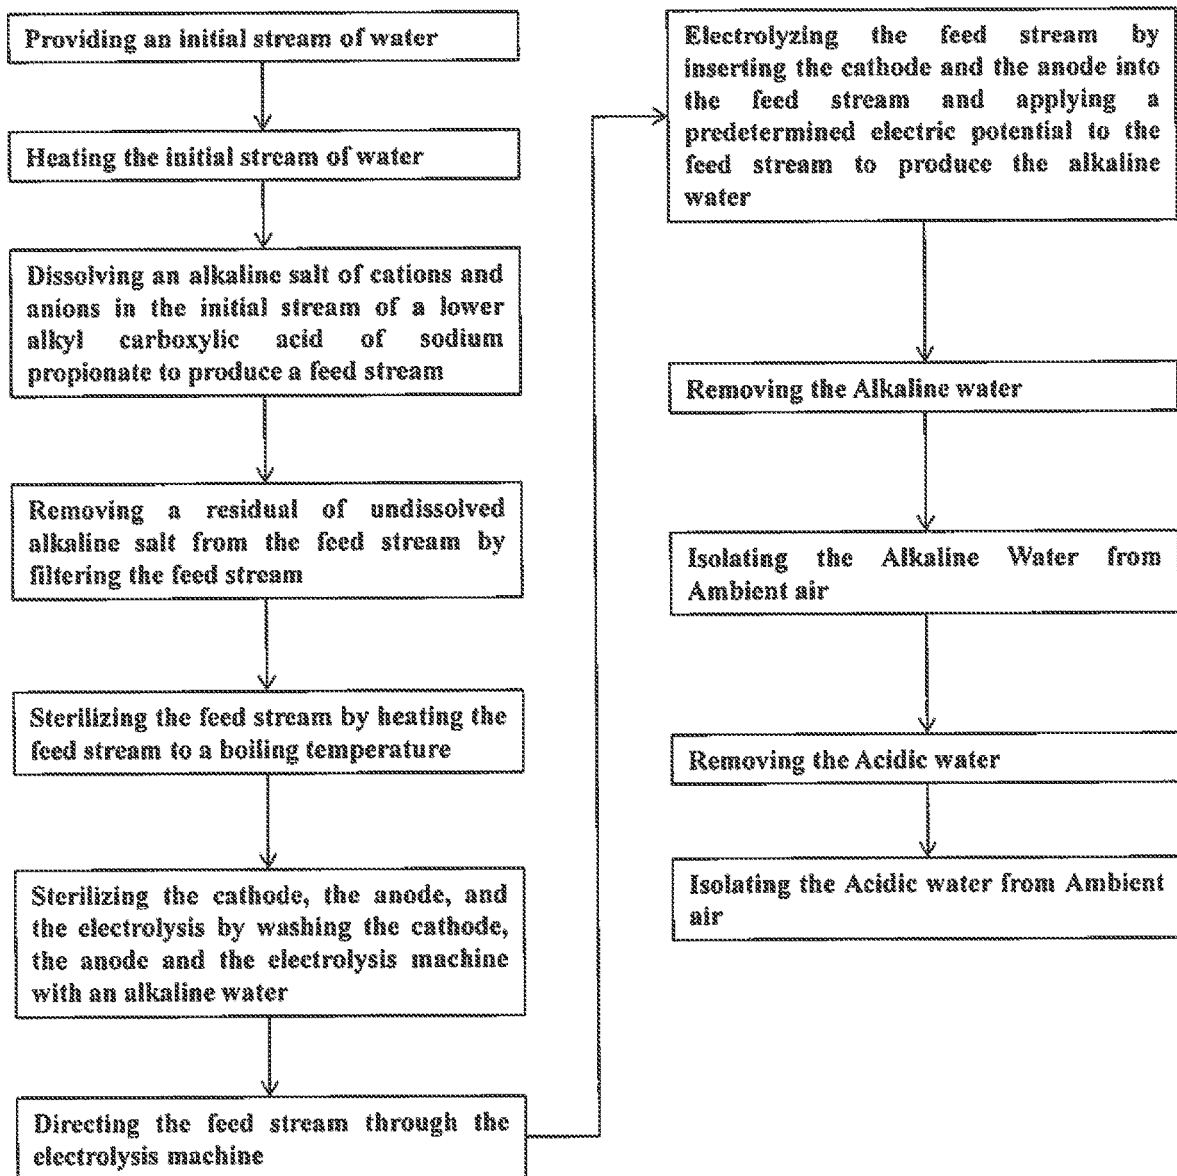 Providing an initial stream of water
Heating the initial stream of water
Dissolving an alkaline salt of cations and
anions in the initial stream of a lower
alkyl carboxylic acid of sodium
propionate to produce a feed stream
Removing a residual of undissolved
alkaline salt from the feed stream by
filtering the feed stream
Sterilizing the feed stream by heating the
feed stream to a boiling temperature
Sterilizing the cathode, the anode, and
the electrolysis by washing the cathode,
the anode and the electrolysis machine
with an alkaline water
Directing the feed stream through the
electrolysis machine
Electrolyzing the feed stream by
inserting the cathode and the anode into
the feed stream and applying a
predetermined electric potential to the
feed stream to produce the alkaline
water
Removing the Alkaline water
Isolating the Alkaline Water from
Ambient air
Removing the Acidic water
Isolating the Acidic water from Ambient
air